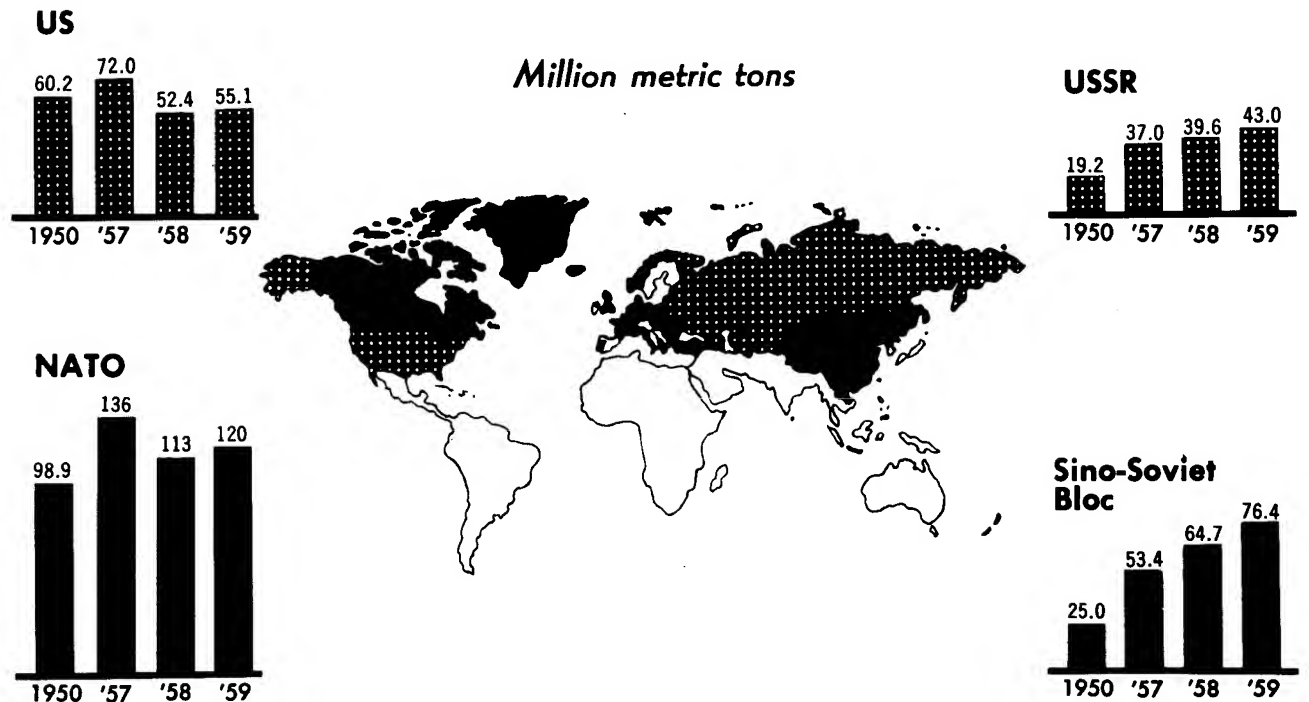 US
60.2
72.0
52.4
55.1
1950 '57 '58 '59
Million metric tons
USSR
19.2
37.0
39.6
43.0
1950 '57 '58 '59
NATO
98.9
136
113
120
1950 '57 '58 '59
Sino-Soviet
Bloc
25.0
53.4
64.7
76.4
1950 '57 '58 '59